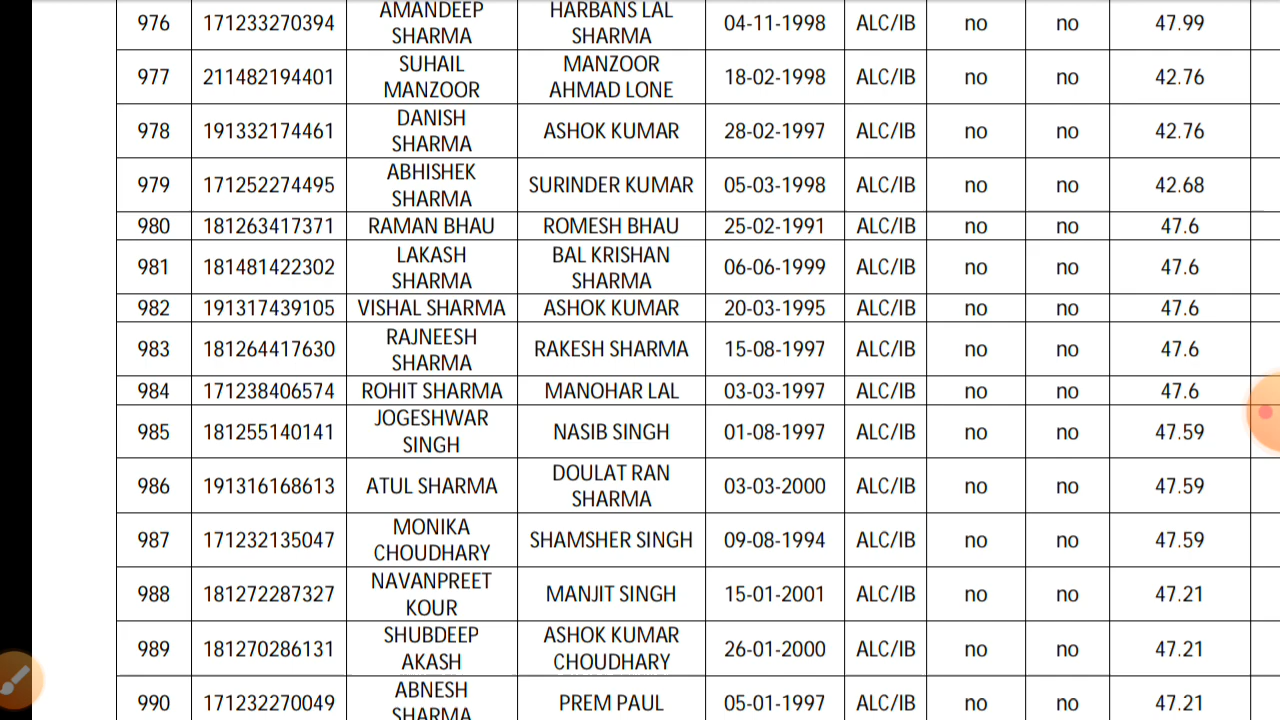 976 171233270394 AMANDEEP SHARMA HARBANS LAL SHARMA 04-11-1998 ALC/IB no no 47.99
977 211482194401 SUHAIL MANZOOR MANZOOR AHMAD LONE 18-02-1998 ALC/IB no no 42.76
978 191332174461 DANISH SHARMA ASHOK KUMAR 28-02-1997 ALC/IB no no 42.76
979 171252274495 ABHISHEK SHARMA SURINDER KUMAR 05-03-1998 ALC/IB no no 42.68
980 181263417371 RAMAN BHAU ROMESH BHAU 25-02-1991 ALC/IB no no 47.6
981 181481422302 LAKASH SHARMA BAL KRISHAN SHARMA 06-06-1999 ALC/IB no no 47.6
982 191317439105 VISHAL SHARMA ASHOK KUMAR 20-03-1995 ALC/IB no no 47.6
983 181264417630 RAJNEESH SHARMA RAKESH SHARMA 15-08-1997 ALC/IB no no 47.6
984 171238406574 ROHIT SHARMA MANOHAR LAL 03-03-1997 ALC/IB no no 47.6
985 181255140141 JOGESHWAR SINGH NASIB SINGH 01-08-1997 ALC/IB no no 47.59
986 191316168613 ATUL SHARMA DOULAT RAN SHARMA 03-03-2000 ALC/IB no no 47.59
987 171232135047 MONIKA CHOUDHARY SHAMSHER SINGH 09-08-1994 ALC/IB no no 47.59
988 181272287327 NAVANPREET KOUR MANJIT SINGH 15-01-2001 ALC/IB no no 47.21
989 181270286131 SHUBDEEP AKASH ASHOK KUMAR CHOUDHARY 26-01-2000 ALC/IB no no 47.21
990 171232270049 ABNESH SHARMA PREM PAUL 05-01-1997 ALC/IB no no 47.21